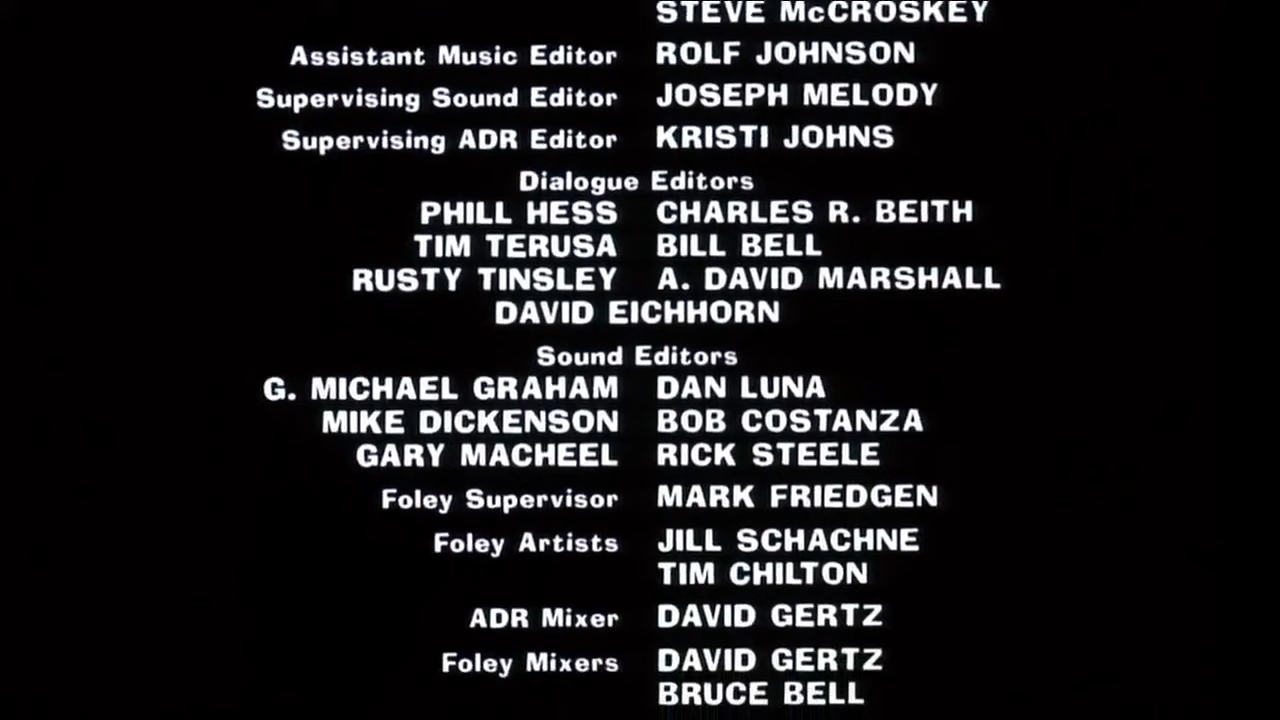 STEVE McCROSKEY
Assistant Music Editor ROLF JOHNSON
Supervising Sound Editor JOSEPH MELODY
Supervising ADR Editor KRISTI JOHNS
Dialogue Editors
PHILL HESS CHARLES R. BEITH
TIM TERUSA BILL BELL
RUSTY TINSLEY A. DAVID MARSHALL
DAVID EICHHORN
Sound Editors
G. MICHAEL GRAHAM DAN LUNA
MIKE DICKENSON BOB COSTANZA
GARY MACHEEL RICK STEELE
Foley Supervisor MARK FRIEDGEN
Foley Artists JILL SCHACHNE
TIM CHILTON
ADR Mixer DAVID GERTZ
Foley Mixers DAVID GERTZ
BRUCE BELL